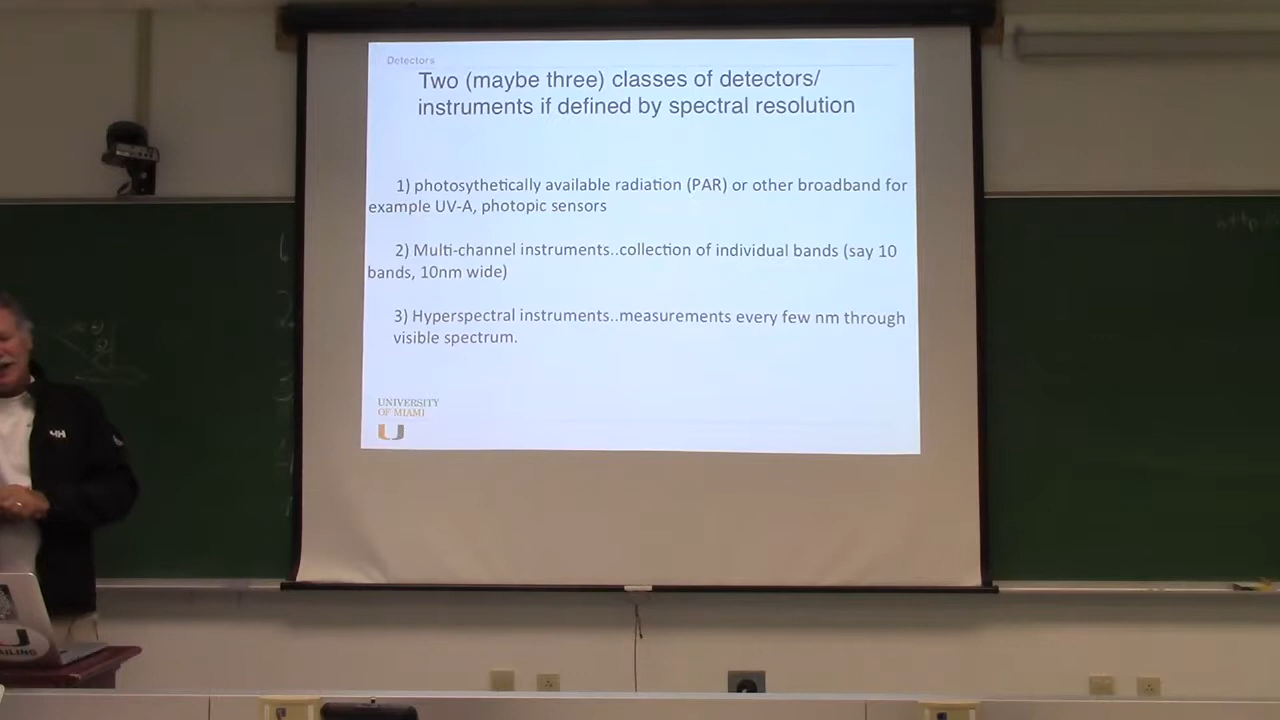 Detectors
Two (maybe three) classes of detectors/
instruments if defined by spectral resolution
1) photosythetically available radiation (PAR) or other broadband for
example UV-A, photopic sensors
2) Multi-channel instruments..collection of individual bands (say 10
bands, 10nm wide)
3) Hyperspectral instruments..measurements every few nm through
visible spectrum.
UNIVERSITY
OF MIAMI
U
HH
U
AILING